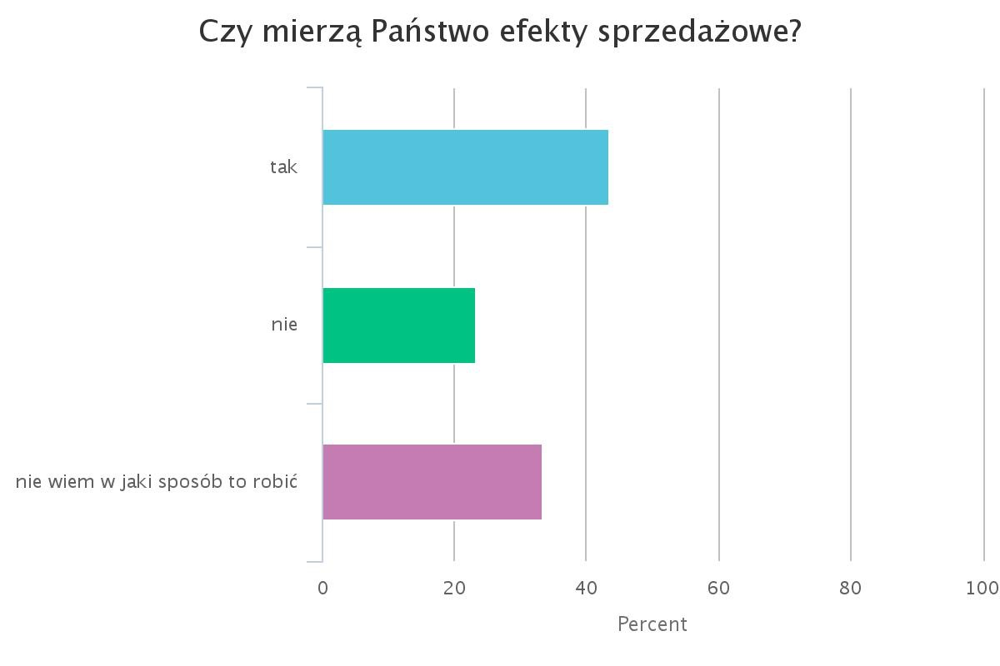 Czy mierzą Państwo efekty sprzedażowe?
tak
nie
nie wiem w jaki sposób to robić
0 20 40 60 80 100
Percent